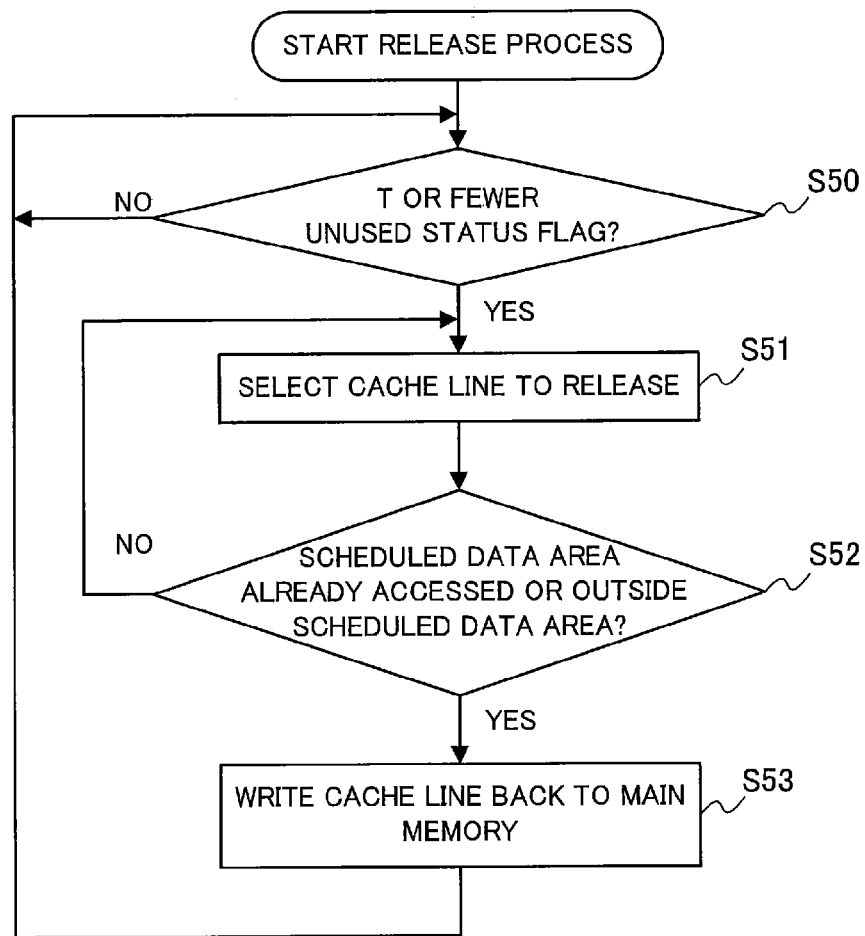 START RELEASE PROCESS
NO
T OR FEWER
UNUSED STATUS FLAG?
S50
YES
S51
SELECT CACHE LINE TO RELEASE
NO
SCHEDULED DATA AREA
ALREADY ACCESSED OR OUTSIDE
SCHEDULED DATA AREA?
S52
YES
S53
WRITE CACHE LINE BACK TO MAIN
MEMORY